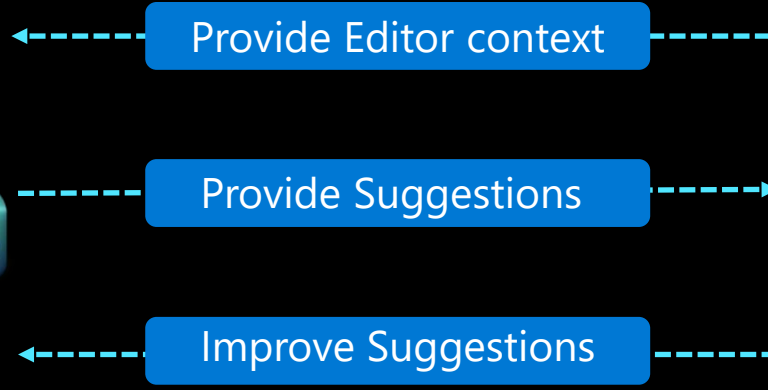 Provide Editor context
Provide Suggestions
Improve Suggestions